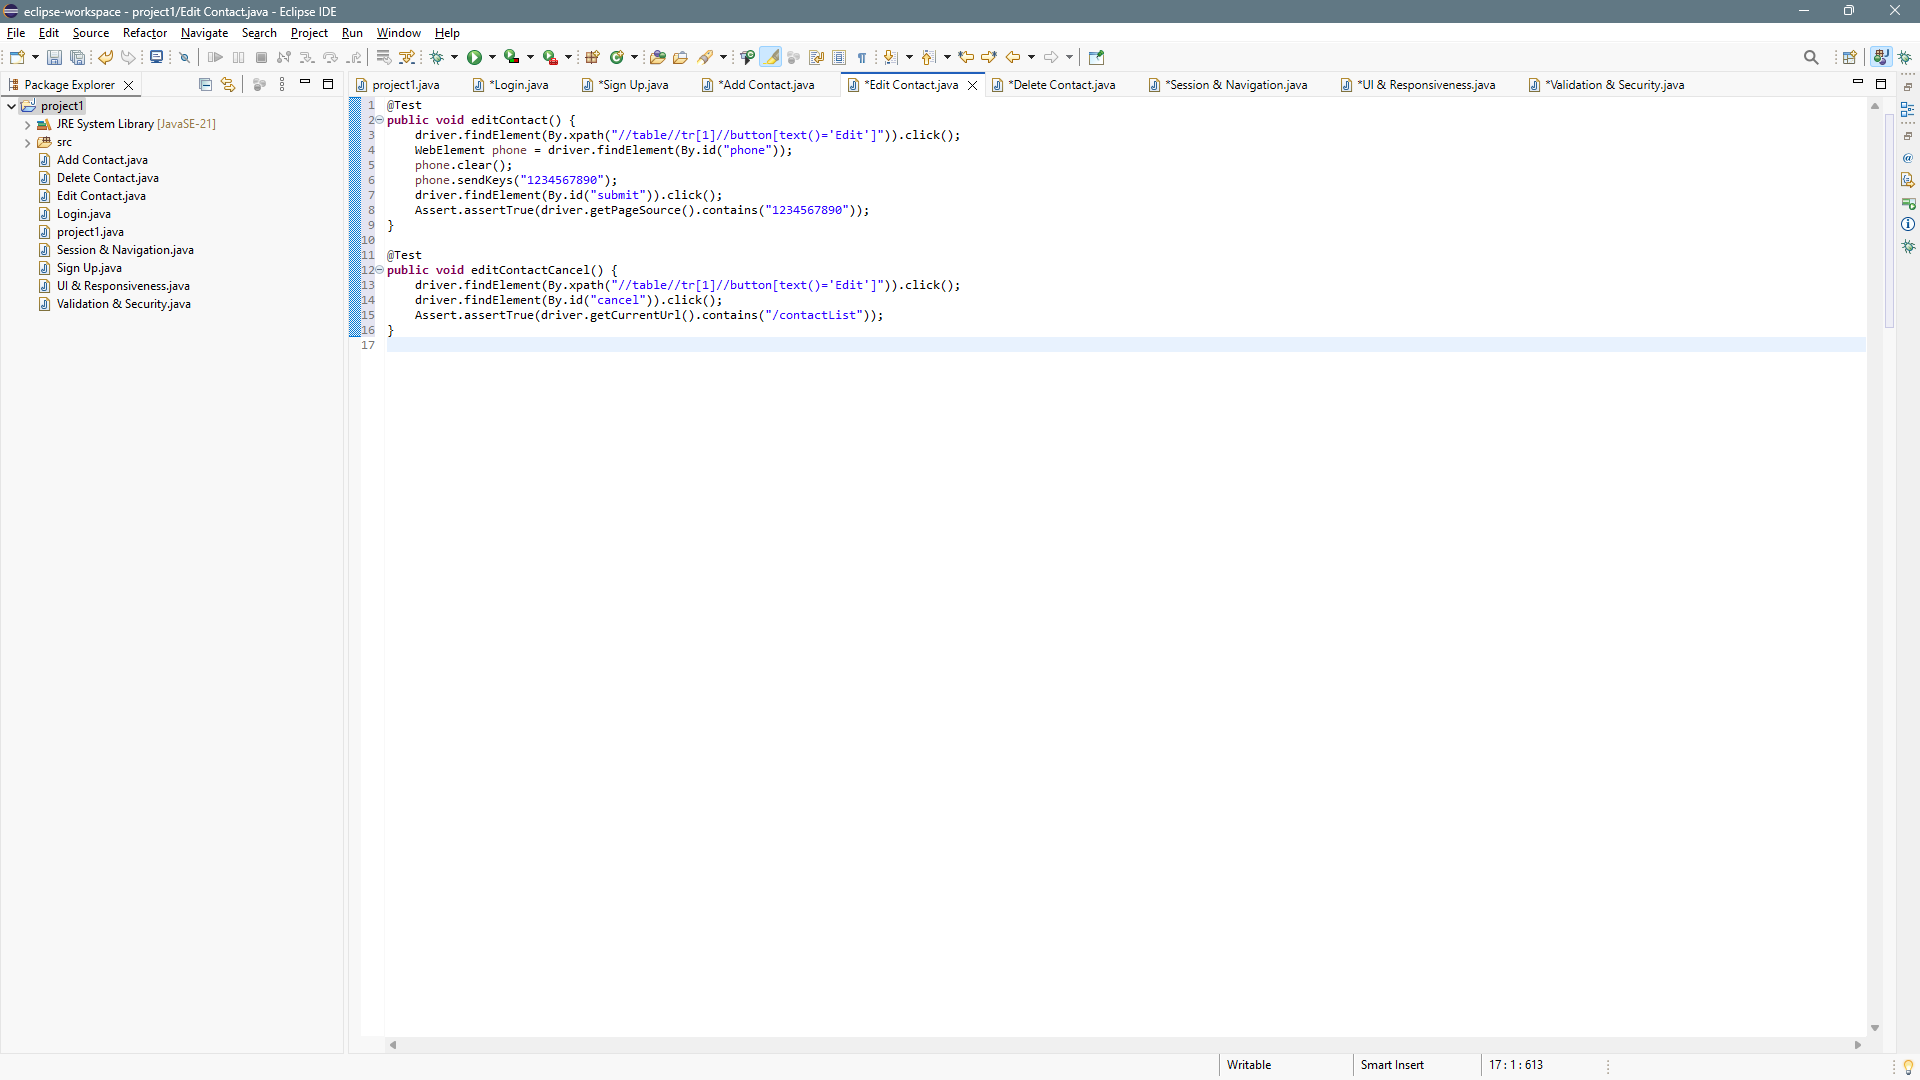 eclipse-workspace - project1/Edit Contact.java - Eclipse IDE
File Edit Source Refactor Navigate Search Project Run Window Help
Package Explorer
project1.java *Login.java *Sign Up.java *Add Contact.java *Edit Contact.java *Delete Contact.java *Session & Navigation.java *UI & Responsiveness.java *Validation & Security.java
project1
JRE System Library [JavaSE-21]
src
Add Contact.java
Delete Contact.java
Edit Contact.java
Login.java
project1.java
Session & Navigation.java
Sign Up.java
UI & Responsiveness.java
Validation & Security.java
1 @Test
2 public void editContact() {
3     driver.findElement(By.xpath("//table//tr[1]//button[text()='Edit']")).click();
4     WebElement phone = driver.findElement(By.id("phone"));
5     phone.clear();
6     phone.sendKeys("1234567890");
7     driver.findElement(By.id("submit")).click();
8     Assert.assertTrue(driver.getPageSource().contains("1234567890"));
9 }
10
11 @Test
12 public void editContactCancel() {
13     driver.findElement(By.xpath("//table//tr[1]//button[text()='Edit']")).click();
14     driver.findElement(By.id("cancel")).click();
15     Assert.assertTrue(driver.getCurrentUrl().contains("/contactList"));
16 }
17
Writable Smart Insert 17 : 1 : 613